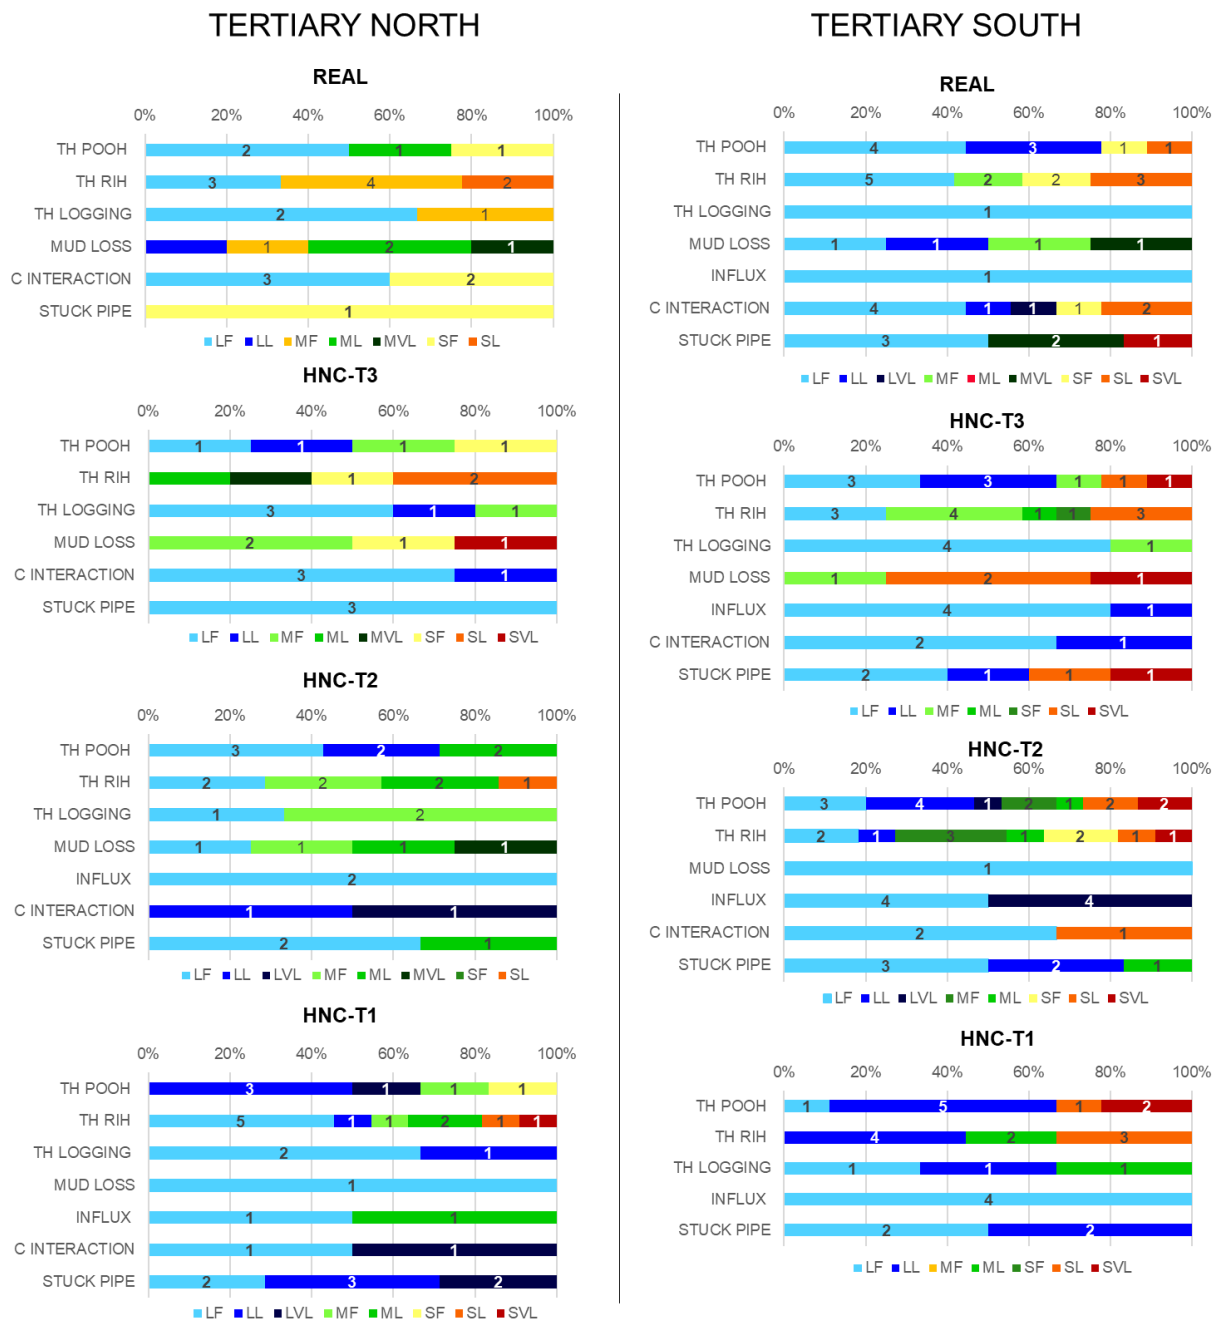 TERTIARY NORTH
REAL
0% 20% 40% 60% 80% 100%
TH POOH 2 1 1
TH RIH 3 4 2
TH LOGGING 2 1
MUD LOSS 1 2 1
C INTERACTION 3 2
STUCK PIPE 1
LF LL MF ML MVL SF SL
HNC-T3
0% 20% 40% 60% 80% 100%
TH POOH 1 1 1 1
TH RIH 1 2
TH LOGGING 3 1 1
MUD LOSS 2 1 1
C INTERACTION 3 1
STUCK PIPE 3
LF LL MF ML MVL SF SL SVL
HNC-T2
0% 20% 40% 60% 80% 100%
TH POOH 3 2 2
TH RIH 2 2 2 1
TH LOGGING 1 2
MUD LOSS 1 1 1 1
INFLUX 2
C INTERACTION 1 1
STUCK PIPE 2 1
LF LL LVL MF ML MVL SF SL
HNC-T1
0% 20% 40% 60% 80% 100%
TH POOH 3 1 1 1
TH RIH 5 1 1 2 1 1
TH LOGGING 2 1
MUD LOSS 1
INFLUX 1 1
C INTERACTION 1 1
STUCK PIPE 2 3 2
LF LL LVL MF ML SF SL SVL
TERTIARY SOUTH
REAL
0% 20% 40% 60% 80% 100%
TH POOH 4 3 1 1
TH RIH 5 2 2 3
TH LOGGING 1
MUD LOSS 1 1 1 1
INFLUX 1
C INTERACTION 4 1 1 1 2
STUCK PIPE 3 2 1
LF LL LVL MF ML MVL SF SL SVL
HNC-T3
0% 20% 40% 60% 80% 100%
TH POOH 3 3 1 1 1
TH RIH 3 4 1 1 3
TH LOGGING 4 1
MUD LOSS 1 2 1
INFLUX 4 1
C INTERACTION 2 1
STUCK PIPE 2 1 1 1
LF LL MF ML SF SL SVL
HNC-T2
0% 20% 40% 60% 80% 100%
TH POOH 3 4 1 2 1 2 2
TH RIH 2 1 3 1 2 1 1
MUD LOSS 1
INFLUX 4 4
C INTERACTION 2 1
STUCK PIPE 3 2 1
LF LL LVL MF ML SF SL SVL
HNC-T1
0% 20% 40% 60% 80% 100%
TH POOH 1 5 1 2
TH RIH 4 2 3
TH LOGGING 1 1 1
INFLUX 4
STUCK PIPE 2 2
LF LL MF ML SF SL SVL